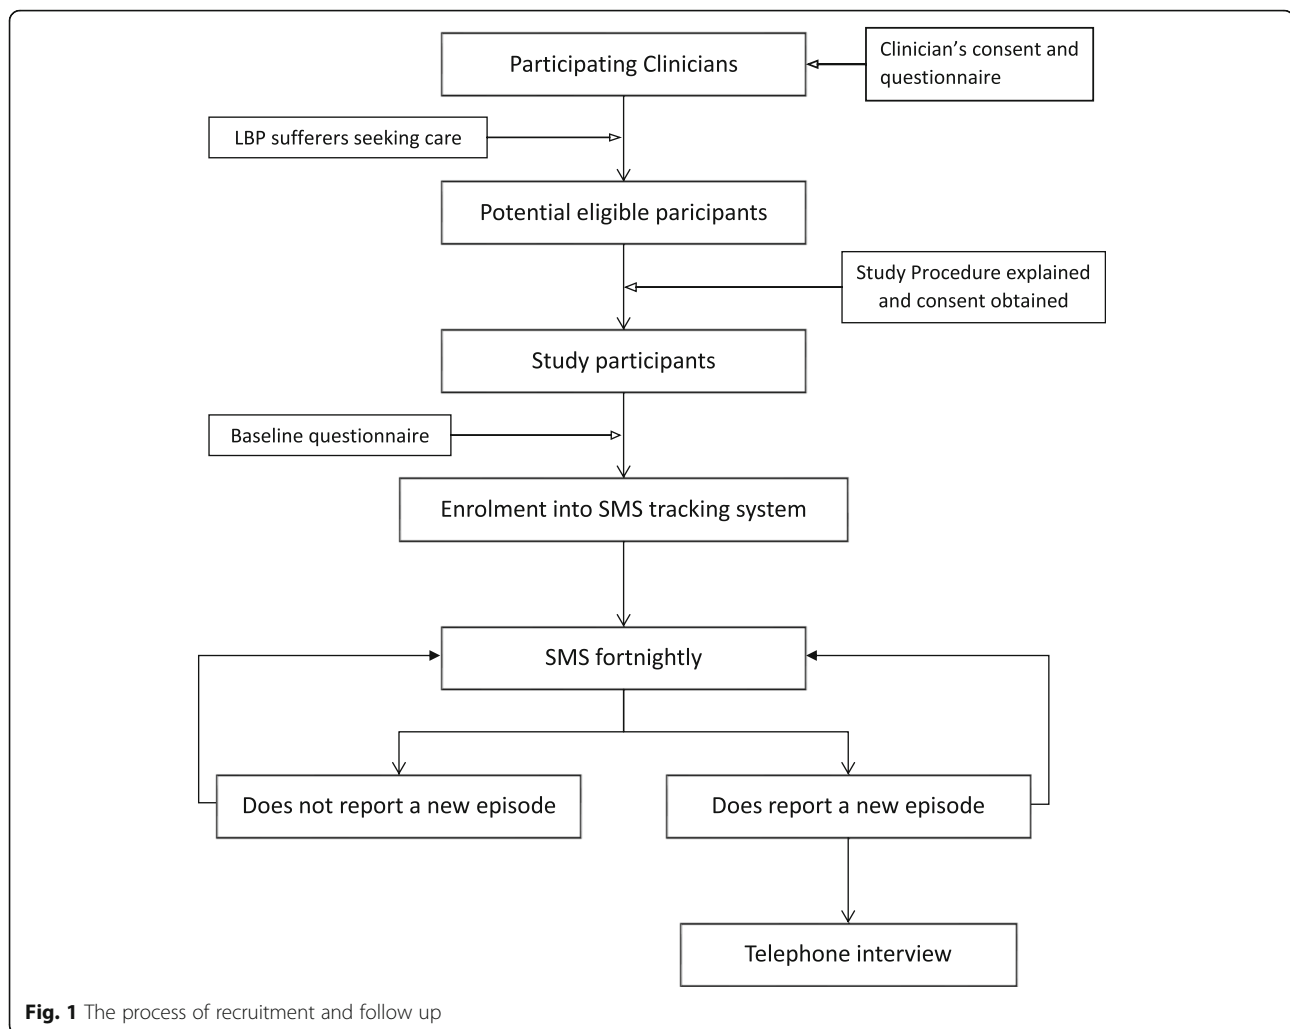 Participating Clinicians
Clinician’s consent and
questionnaire
LBP sufferers seeking care
Potential eligible paricipants
Study Procedure explained
and consent obtained
Study participants
Baseline questionnaire
Enrolment into SMS tracking system
SMS fortnightly
Does not report a new episode
Does report a new episode
Telephone interview
Fig. 1 The process of recruitment and follow up